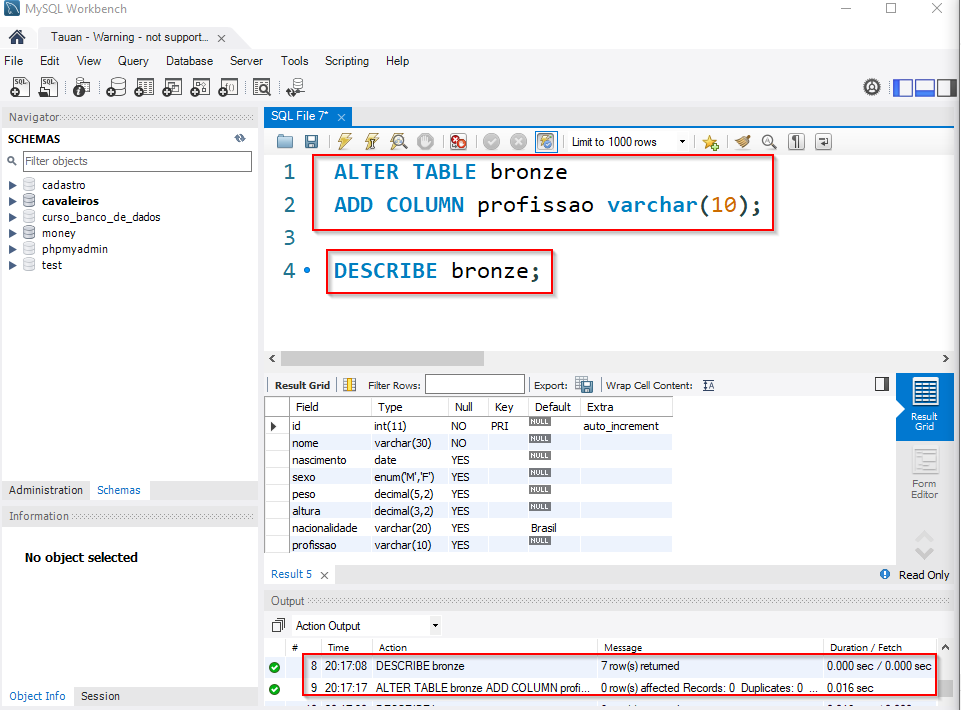 MySQL Workbench
Tauan - Warning - not support...
File Edit View Query Database Server Tools Scripting Help
Navigator
SCHEMAS
Filter objects
cadastro
cavaleiros
curso_banco_de_dados
money
phpmyadmin
test
Administration Schemas
Information
No object selected
Object Info Session
SQL File 7*
Limit to 1000 rows
1 ALTER TABLE bronze
2 ADD COLUMN profissao varchar(10);
3
4 DESCRIBE bronze;
Result Grid Filter Rows: Export: Wrap Cell Content:
Field Type Null Key Default Extra
id int(11) NO PRI NULL auto_increment
nome varchar(30) NO NULL
nascimento date YES NULL
sexo enum('M','F') YES NULL
peso decimal(5,2) YES NULL
altura decimal(3,2) YES NULL
nacionalidade varchar(20) YES Brasil
profissao varchar(10) YES NULL
Result Grid
Form Editor
Result 5
Read Only
Output
Action Output
# Time Action Message Duration / Fetch
8 20:17:08 DESCRIBE bronze 7 row(s) returned 0.000 sec / 0.000 sec
9 20:17:17 ALTER TABLE bronze ADD COLUMN profi... 0 row(s) affected Records: 0 Duplicates: 0 ... 0.016 sec